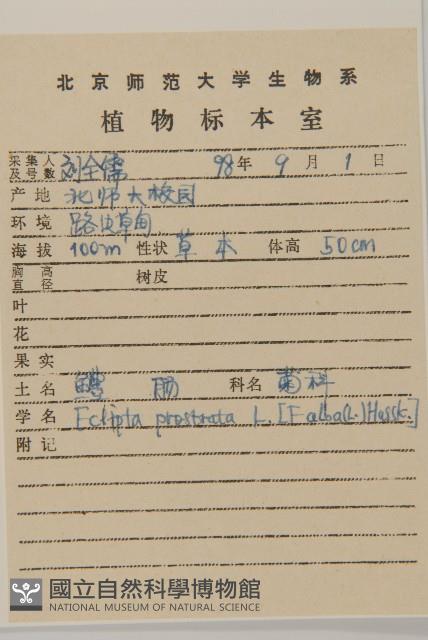 北京师范大学生物系
植物标本室
采集人及号数 刘全儒 98年9月1日
产地 北师大校园
环境 路边草甸
海拔 100m 性状 草本 体高 50cm
胸高直径 树皮
叶
花
果实
土名 鳢肠 科名 菊科
学名 Eclipta prostrata L. [E alba(L.)Hassk.]
附记
國立自然科學博物館
NATIONAL MUSEUM OF NATURAL SCIENCE